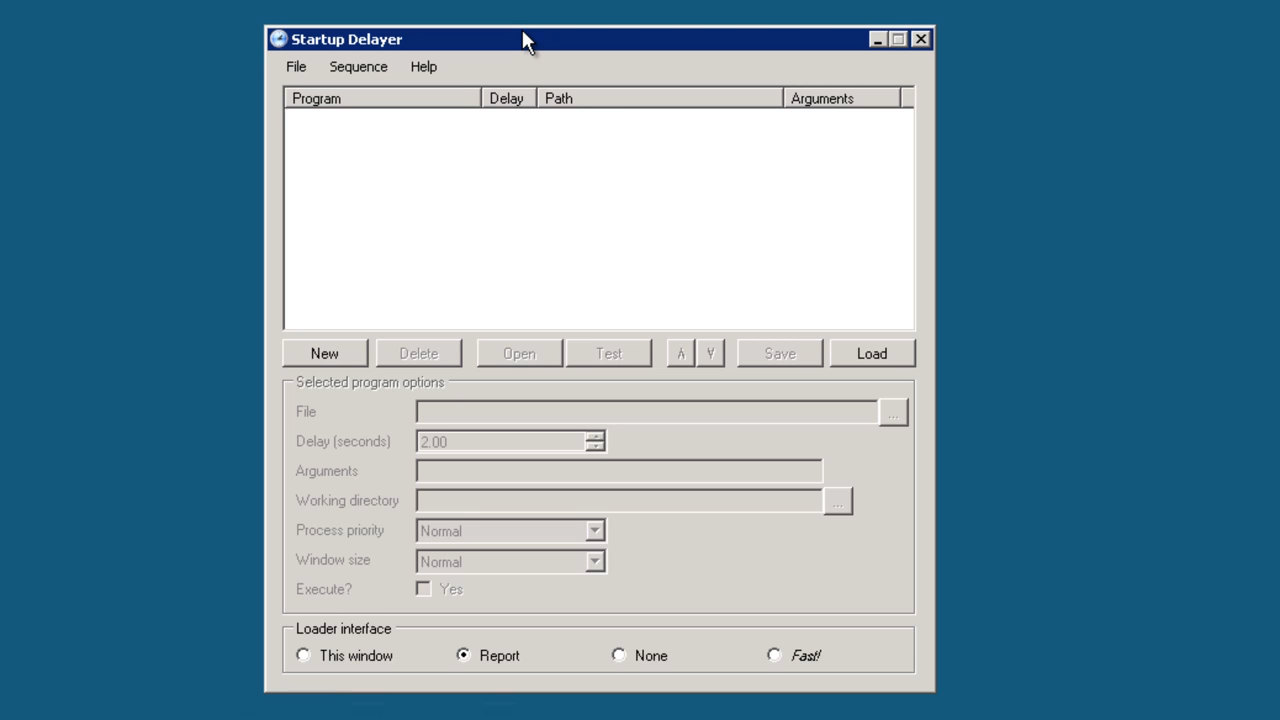 Startup Delayer
File Sequence Help
Program Delay Path Arguments
New Delete Open Test Save Load
Selected program options
File ...
Delay (seconds) 2.00
Arguments
Working directory ...
Process priority Normal
Window size Normal
Execute? Yes
Loader interface
This window Report None Fast!